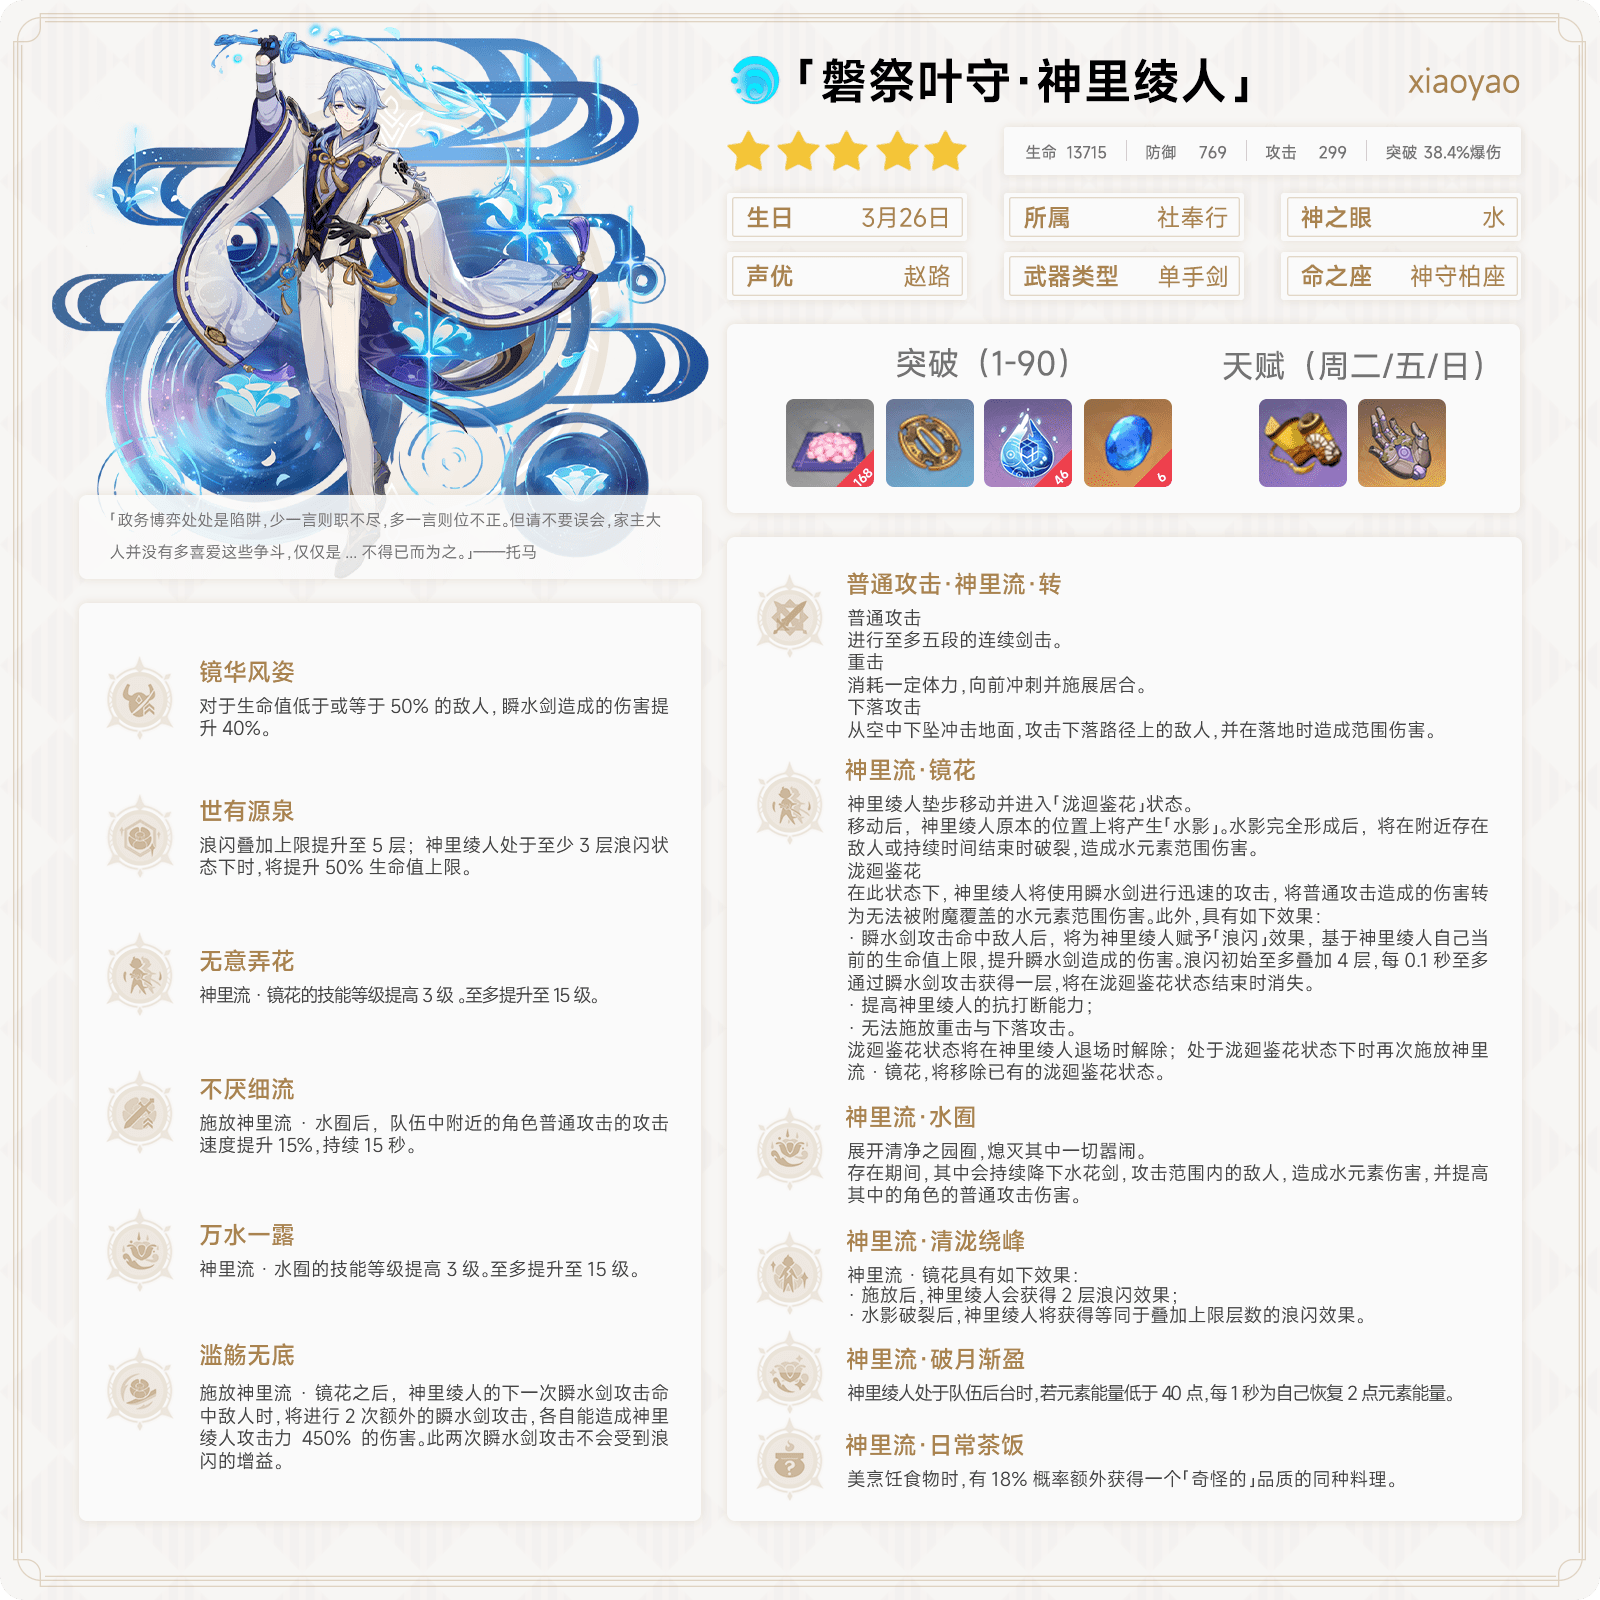 「磐祭叶守·神里绫人」
xiaoyao
生命 13715 防御 769 攻击 299 突破 38.4%爆伤
生日 3月26日 所属 社奉行 神之眼 水
声优 赵路 武器类型 单手剑 命之座 神守柏座
突破（1-90） 天赋（周二/五/日）
168 46 6
「政务博弈处处是陷阱,少一言则职不尽,多一言则位不正。但请不要误会,家主大
人并没有多喜爱这些争斗,仅仅是 ... 不得已而为之。」——托马
镜华风姿
对于生命值低于或等于 50% 的敌人, 瞬水剑造成的伤害提
升 40%。
世有源泉
浪闪叠加上限提升至 5 层；神里绫人处于至少 3 层浪闪状
态下时,将提升 50% 生命值上限。
无意弄花
神里流 · 镜花的技能等级提高 3 级 。至多提升至 15 级。
不厌细流
施放神里流 · 水囿后，队伍中附近的角色普通攻击的攻击
速度提升 15%,持续 15 秒。
万水一露
神里流 · 水囿的技能等级提高 3 级。至多提升至 15 级。
滥觞无底
施放神里流 · 镜花之后，神里绫人的下一次瞬水剑攻击命
中敌人时,将进行 2 次额外的瞬水剑攻击,各自能造成神里
绫人攻击力 450% 的伤害。此两次瞬水剑攻击不会受到浪
闪的增益。
普通攻击·神里流·转
普通攻击
进行至多五段的连续剑击。
重击
消耗一定体力,向前冲刺并施展居合。
下落攻击
从空中下坠冲击地面,攻击下落路径上的敌人,并在落地时造成范围伤害。
神里流·镜花
神里绫人垫步移动并进入「泷迴鉴花」状态。
移动后，神里绫人原本的位置上将产生「水影」。水影完全形成后，将在附近存在
敌人或持续时间结束时破裂,造成水元素范围伤害。
泷迴鉴花
在此状态下, 神里绫人将使用瞬水剑进行迅速的攻击, 将普通攻击造成的伤害转
为无法被附魔覆盖的水元素范围伤害。此外,具有如下效果：
· 瞬水剑攻击命中敌人后, 将为神里绫人赋予「浪闪」效果, 基于神里绫人自己当
前的生命值上限,提升瞬水剑造成的伤害。浪闪初始至多叠加 4 层,每 0.1 秒至多
通过瞬水剑攻击获得一层,将在泷迴鉴花状态结束时消失。
· 提高神里绫人的抗打断能力；
· 无法施放重击与下落攻击。
泷迴鉴花状态将在神里绫人退场时解除；处于泷迴鉴花状态下时再次施放神里
流 · 镜花,将移除已有的泷迴鉴花状态。
神里流·水囿
展开清净之园囿,熄灭其中一切嚣闹。
存在期间,其中会持续降下水花剑,攻击范围内的敌人,造成水元素伤害,并提高
其中的角色的普通攻击伤害。
神里流·清泷绕峰
神里流 · 镜花具有如下效果：
· 施放后,神里绫人会获得 2 层浪闪效果；
· 水影破裂后,神里绫人将获得等同于叠加上限层数的浪闪效果。
神里流·破月渐盈
神里绫人处于队伍后台时,若元素能量低于 40 点,每 1 秒为自己恢复 2 点元素能量。
神里流·日常茶饭
美烹饪食物时,有 18% 概率额外获得一个「奇怪的」品质的同种料理。